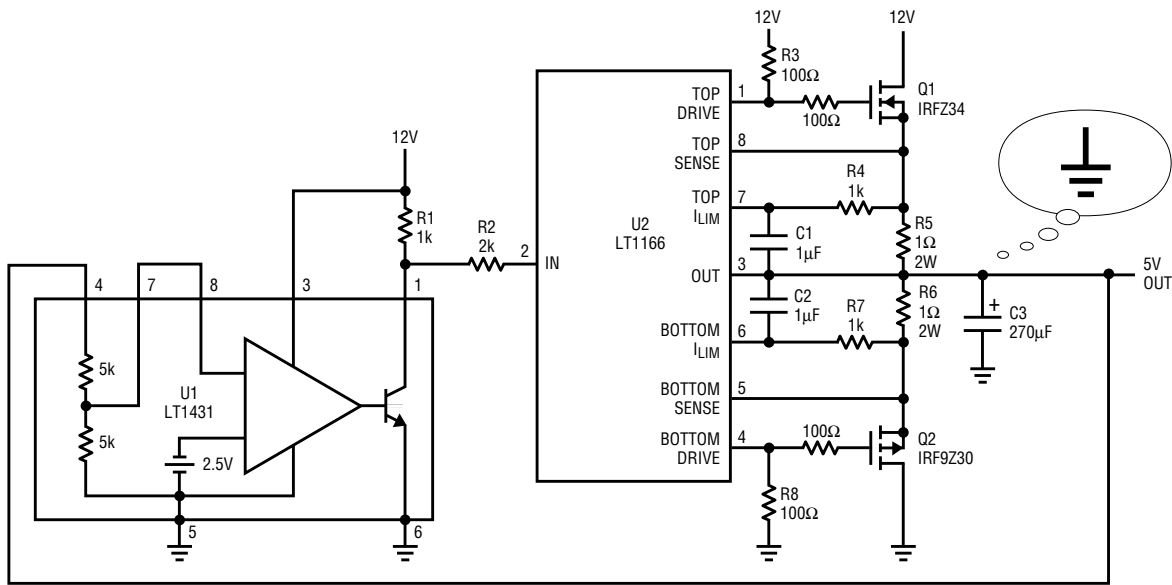 12V
12V
R3
100Ω
TOP
DRIVE
1
100Ω
Q1
IRFZ34
12V
TOP
SENSE
8
R1
1k
R2
2k
2
IN
U2
LT1166
TOP
ILIM
7
R4
1k
C1
1µF
R5
1Ω
2W
OUT
3
5V
OUT
4
7
8
3
1
C2
1µF
R7
1k
R6
1Ω
2W
+
C3
270µF
BOTTOM
ILIM
6
5k
U1
LT1431
5k
2.5V
BOTTOM
SENSE
5
BOTTOM
DRIVE
4
100Ω
Q2
IRF9Z30
R8
100Ω
5
6